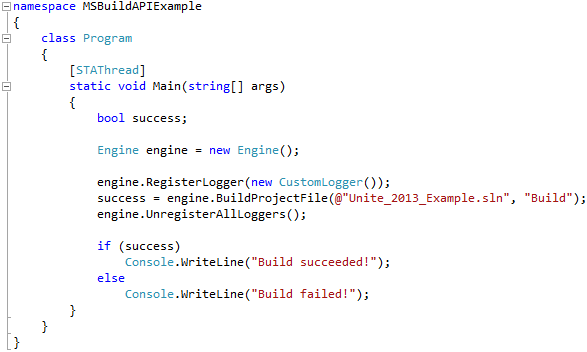 namespace MSBuildAPIExample
{
    class Program
    {
        [STAThread]
        static void Main(string[] args)
        {
            bool success;

            Engine engine = new Engine();

            engine.RegisterLogger(new CustomLogger());
            success = engine.BuildProjectFile(@"Unite_2013_Example.sln", "Build");
            engine.UnregisterAllLoggers();

            if (success)
                Console.WriteLine("Build succeeded!");
            else
                Console.WriteLine("Build failed!");
        }
    }
}